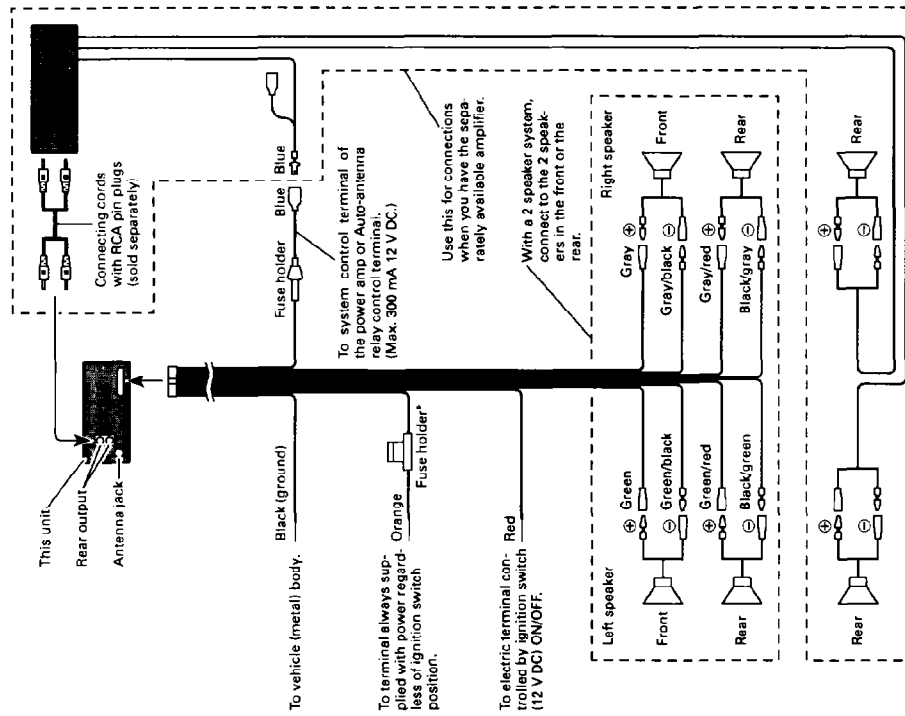 This unit
Rear output
Antenna jack
Connecting cords
with RCA pin plugs
(sold separately)
Black (ground)
To vehicle (metal) body.
Fuse holder
Blue
Blue
To system control terminal of
the power amp or Auto-antenna
relay control terminal.
(Max. 300 mA 12 V DC.)
Orange
Fuse holder*
To terminal always sup-
plied with power regard-
less of ignition switch
position.
Red
To electric terminal con-
trolled by ignition switch
(12 V DC) ON/OFF.
Use this for connections
when you have the sepa-
rately available amplifier.
With a 2 speaker system,
connect to the 2 speak-
ers in the front or the
rear.
Left speaker
Right speaker
Front
⊕ Green
⊖ Green/black
Gray ⊕
Gray/black ⊖
Front
Rear
⊕ Green/red
⊖ Black/green
Gray/red ⊕
Black/gray ⊖
Rear
Rear
⊕
⊖
⊕
⊖
Rear